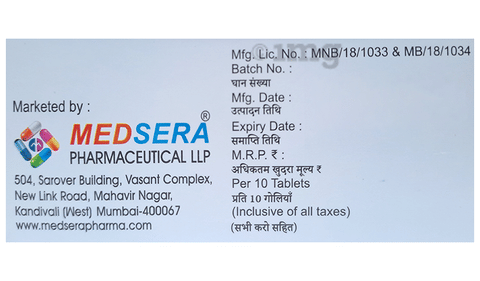 Marketed by :
MEDSERA®
PHARMACEUTICAL LLP
504, Sarover Building, Vasant Complex,
New Link Road, Mahavir Nagar,
Kandivali (West) Mumbai-400067
www.medserapharma.com
Mfg. Lic. No. : MNB/18/1033 & MB/18/1034
Batch No. :
घान संख्या
Mfg. Date :
उत्पादन तिथि
Expiry Date :
समाप्ति तिथि
M.R.P. ₹ :
अधिकतम खुदरा मूल्य ₹
Per 10 Tablets
प्रति 10 गोलियाँ
(Inclusive of all taxes)
(सभी करो सहित)
1mg